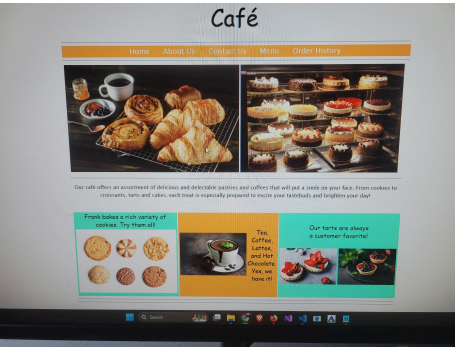 Café
Home About Us Contact Us Menu Order History
Our café offers an assortment of delicious and delectable pastries and coffees that will put a smile on your face. From cookies to
croissants, tarts and cakes, each treat is especially prepared to excite your tastebuds and brighten your day!
Frank bakes a rich variety of
cookies. Try them all!
Tea,
Coffee,
Lattes,
and Hot
Chocolate.
Yes, we
have it!
Our tarts are always
a customer favorite!
Search